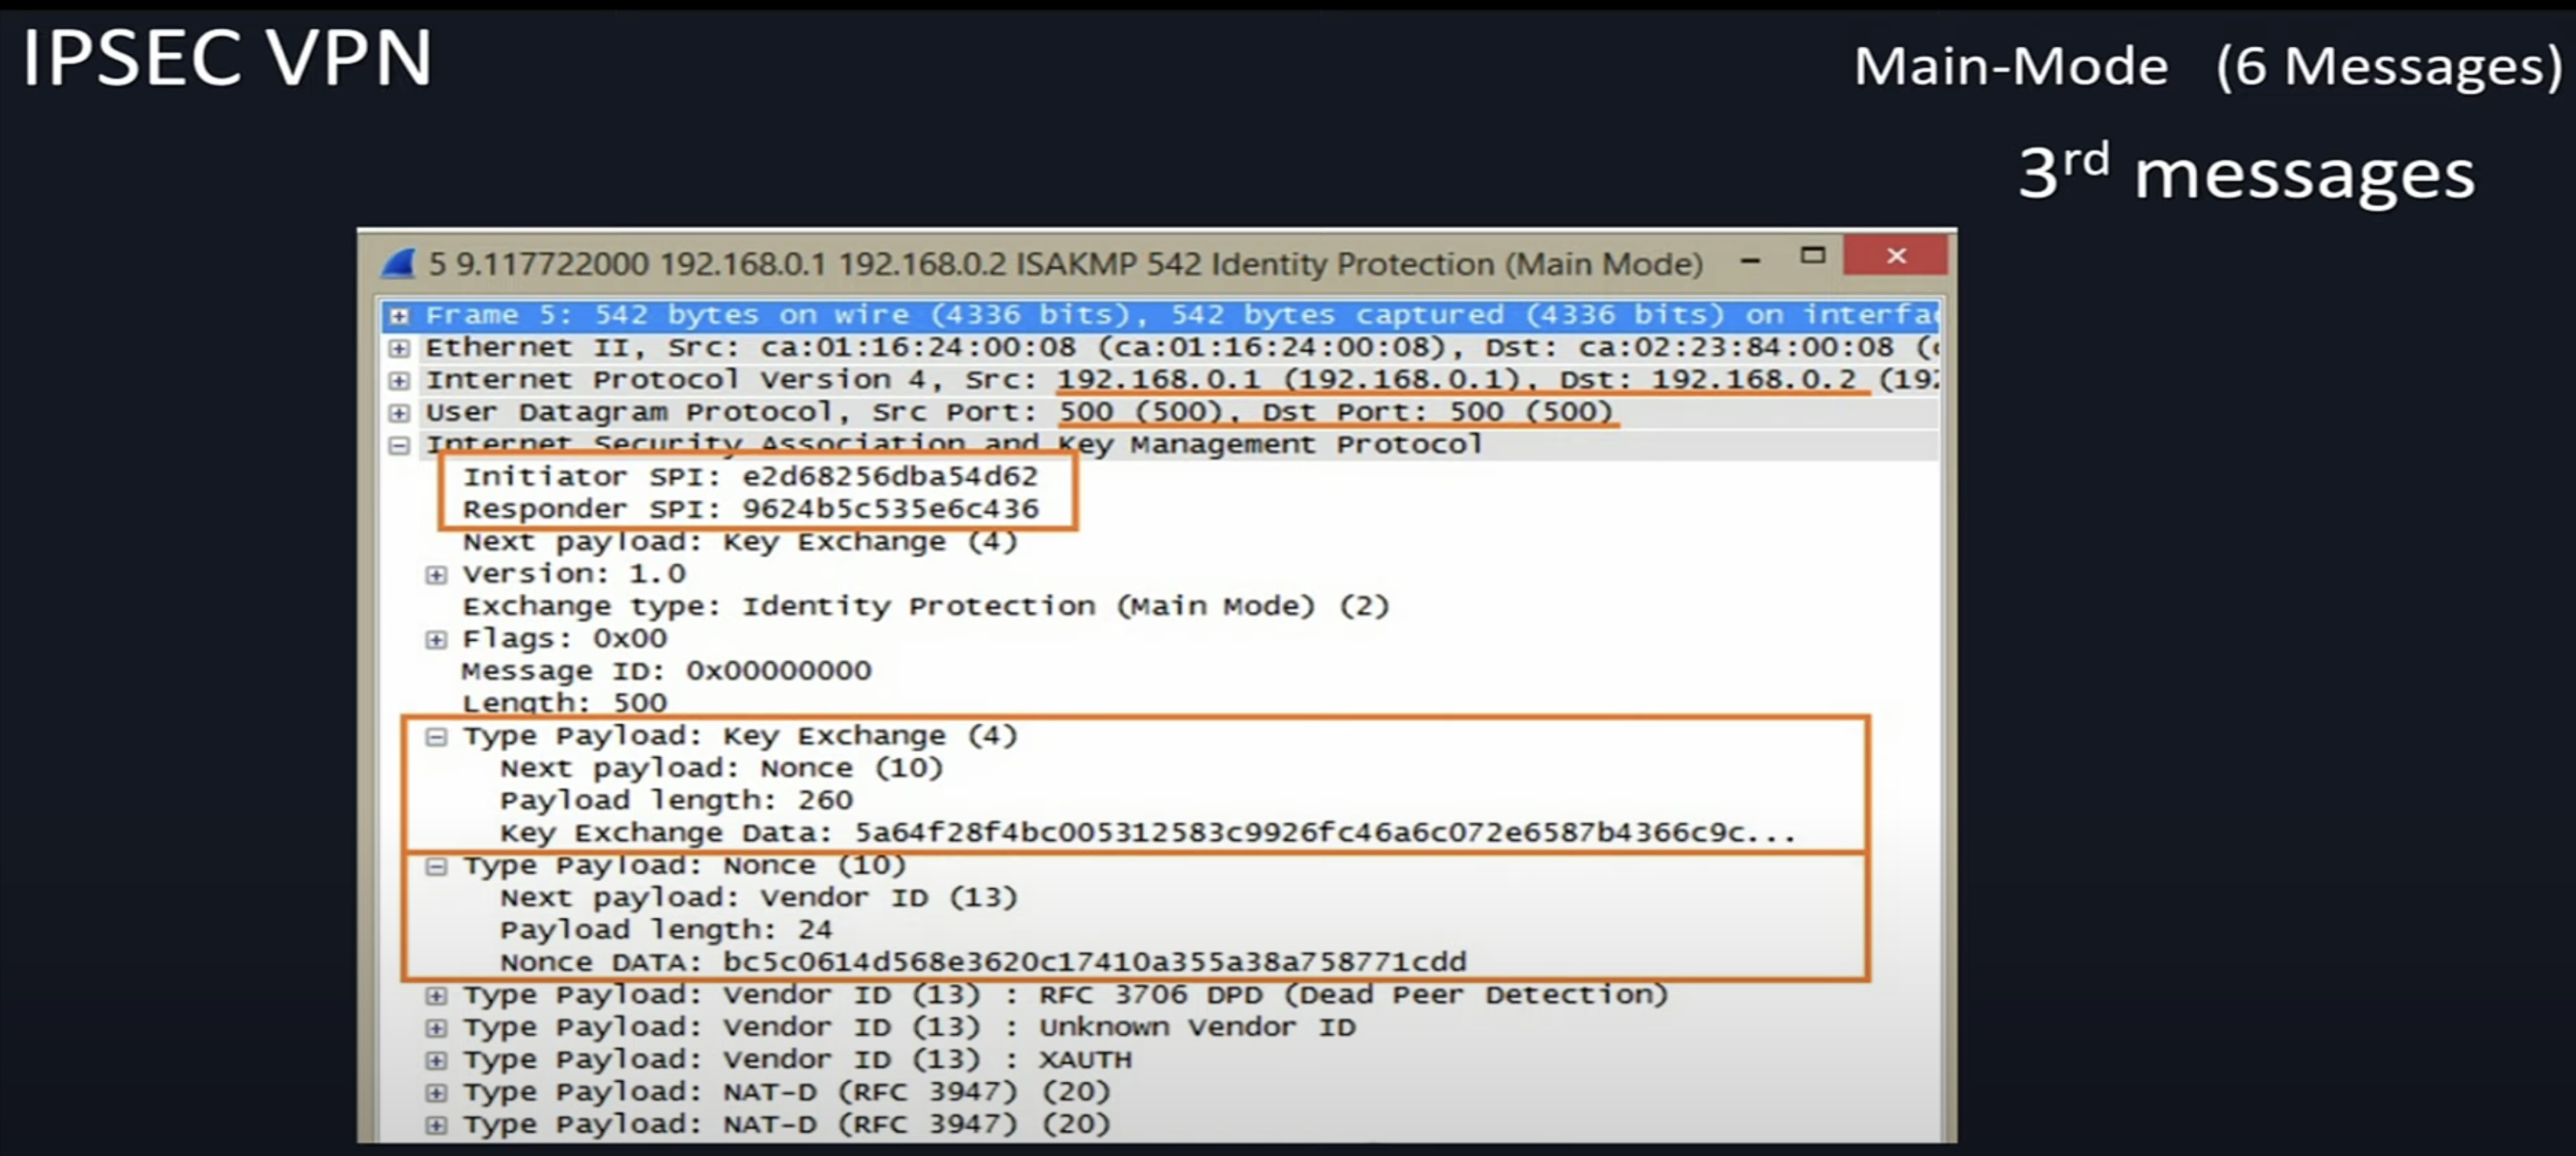 IPSEC VPN
Main-Mode (6 Messages)
3rd messages
5 9.117722000 192.168.0.1 192.168.0.2 ISAKMP 542 Identity Protection (Main Mode)
Frame 5: 542 bytes on wire (4336 bits), 542 bytes captured (4336 bits) on
Ethernet II, Src: ca:01:16:24:00:08 (ca:01:16:24:00:08), Dst: ca:02:23:84:00:08
Internet Protocol Version 4, Src: 192.168.0.1 (192.168.0.1), Dst: 192.168.0.2
User Datagram Protocol, Src Port: 500 (500), Dst Port: 500 (500)
Internet Security Association and Key Management Protocol
Initiator SPI: e2d68256dba54d62
Responder SPI: 9624b5c535e6c436
Next payload: Key Exchange (4)
Version: 1.0
Exchange type: Identity Protection (Main Mode) (2)
Flags: 0x00
Message ID: 0x00000000
Length: 500
Type Payload: Key Exchange (4)
Next payload: Nonce (10)
Payload length: 260
Key Exchange Data: 5a64f28f4bc005312583c9926fc46a6c072e6587b4366c9c...
Type Payload: Nonce (10)
Next payload: Vendor ID (13)
Payload length: 24
Nonce DATA: bc5c0614d568e3620c17410a355a38a758771cdd
Type Payload: Vendor ID (13) : RFC 3706 DPD (Dead Peer Detection)
Type Payload: Vendor ID (13) : Unknown Vendor ID
Type Payload: Vendor ID (13) : XAUTH
Type Payload: NAT-D (RFC 3947) (20)
Type Payload: NAT-D (RFC 3947) (20)